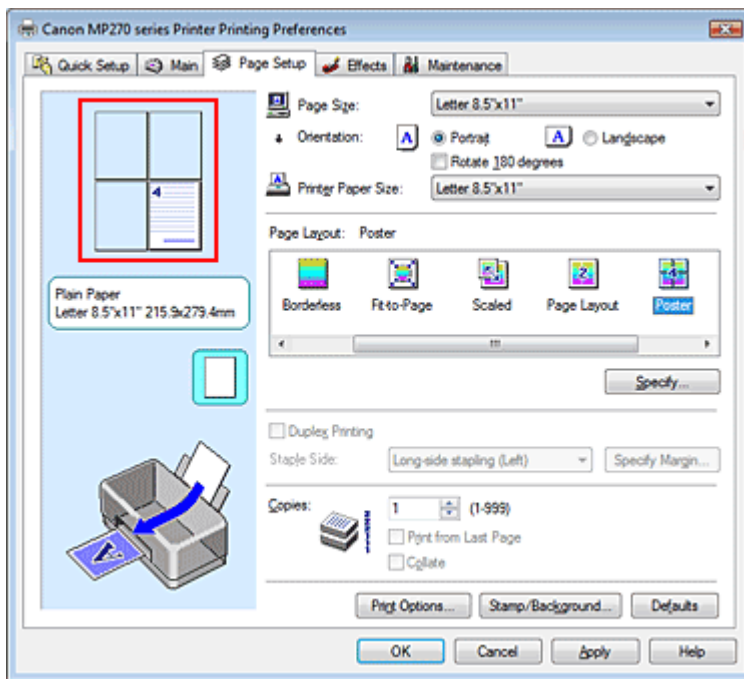 Canon MP270 series Printer Printing Preferences
Quick Setup Main Page Setup Effects Maintenance
4
Plain Paper
Letter 8.5"x11" 215.9x279.4mm
A
Page Size: Letter 8.5"x11"
Orientation: A Portrait A Landscape
Rotate 180 degrees
Printer Paper Size: Letter 8.5"x11"
Page Layout: Poster
Borderless Fit-to-Page Scaled Page Layout Poster
Specify...
Duplex Printing
Staple Side: Long-side stapling (Left) Specify Margin...
Copies: 1 (1-999)
Print from Last Page
Collate
Print Options... Stamp/Background... Defaults
OK Cancel Apply Help